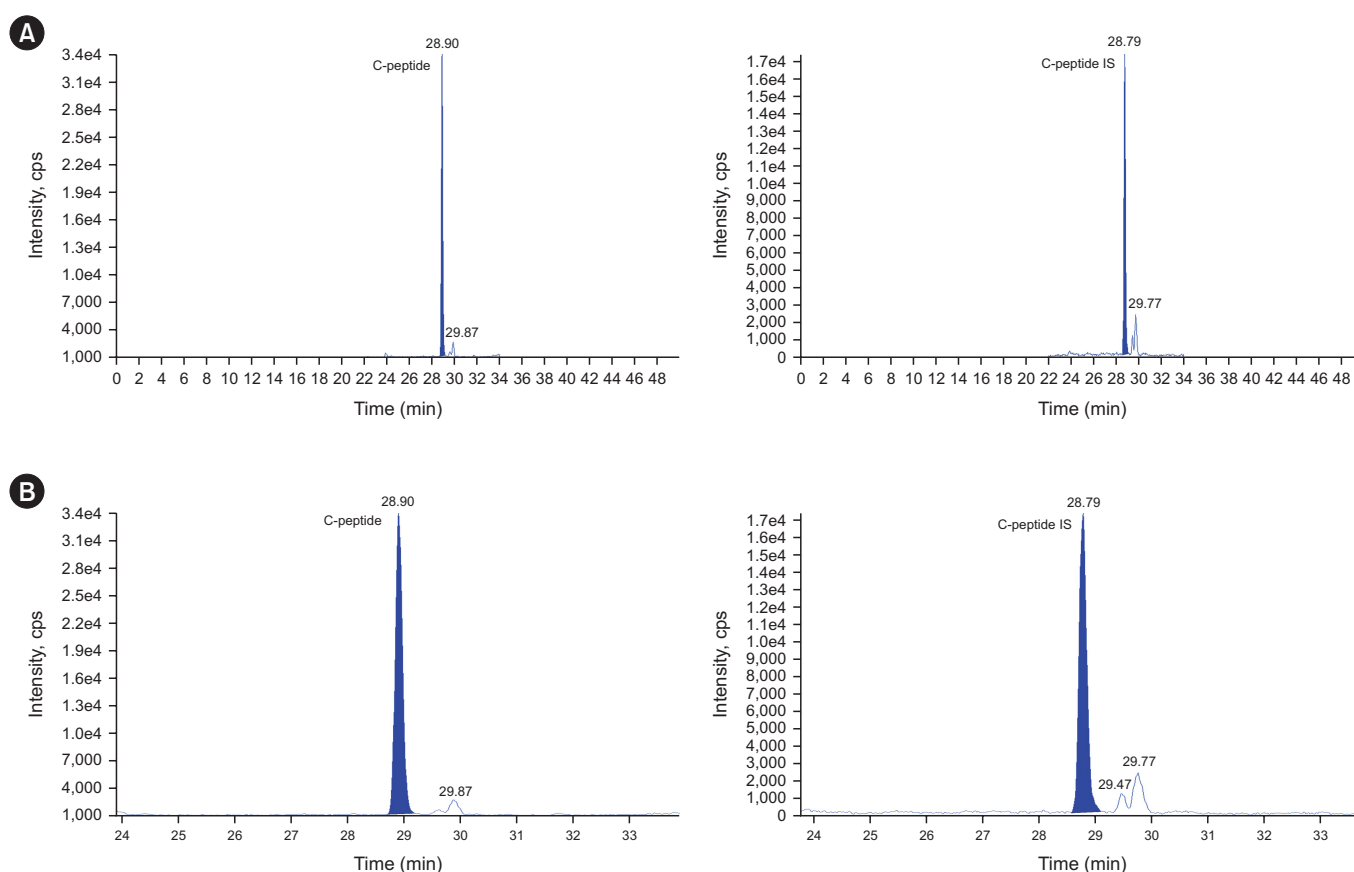 A
28.90
C-peptide
3.4e4
3.1e4
2.8e4
2.5e4
2.2e4
1.9e4
1.6e4
1.3e4
1.0e4
7,000
4,000
1,000
29.87
Intensity, cps
0 2 4 6 8 10 12 14 16 18 20 22 24 26 28 30 32 34 36 38 40 42 44 46 48
Time (min)
28.79
C-peptide IS
1.7e4
1.6e4
1.5e4
1.4e4
1.3e4
1.2e4
1.1e4
1.0e4
9,000
8,000
7,000
6,000
5,000
4,000
3,000
2,000
1,000
0
29.77
Intensity, cps
0 2 4 6 8 10 12 14 16 18 20 22 24 26 28 30 32 34 36 38 40 42 44 46 48
Time (min)
B
28.90
C-peptide
3.4e4
3.1e4
2.8e4
2.5e4
2.2e4
1.9e4
1.6e4
1.3e4
1.0e4
7,000
4,000
1,000
29.87
Intensity, cps
24 25 26 27 28 29 30 31 32 33
Time (min)
28.79
C-peptide IS
1.7e4
1.6e4
1.5e4
1.4e4
1.3e4
1.2e4
1.1e4
1.0e4
9,000
8,000
7,000
6,000
5,000
4,000
3,000
2,000
1,000
0
29.77
29.47
Intensity, cps
24 25 26 27 28 29 30 31 32 33
Time (min)